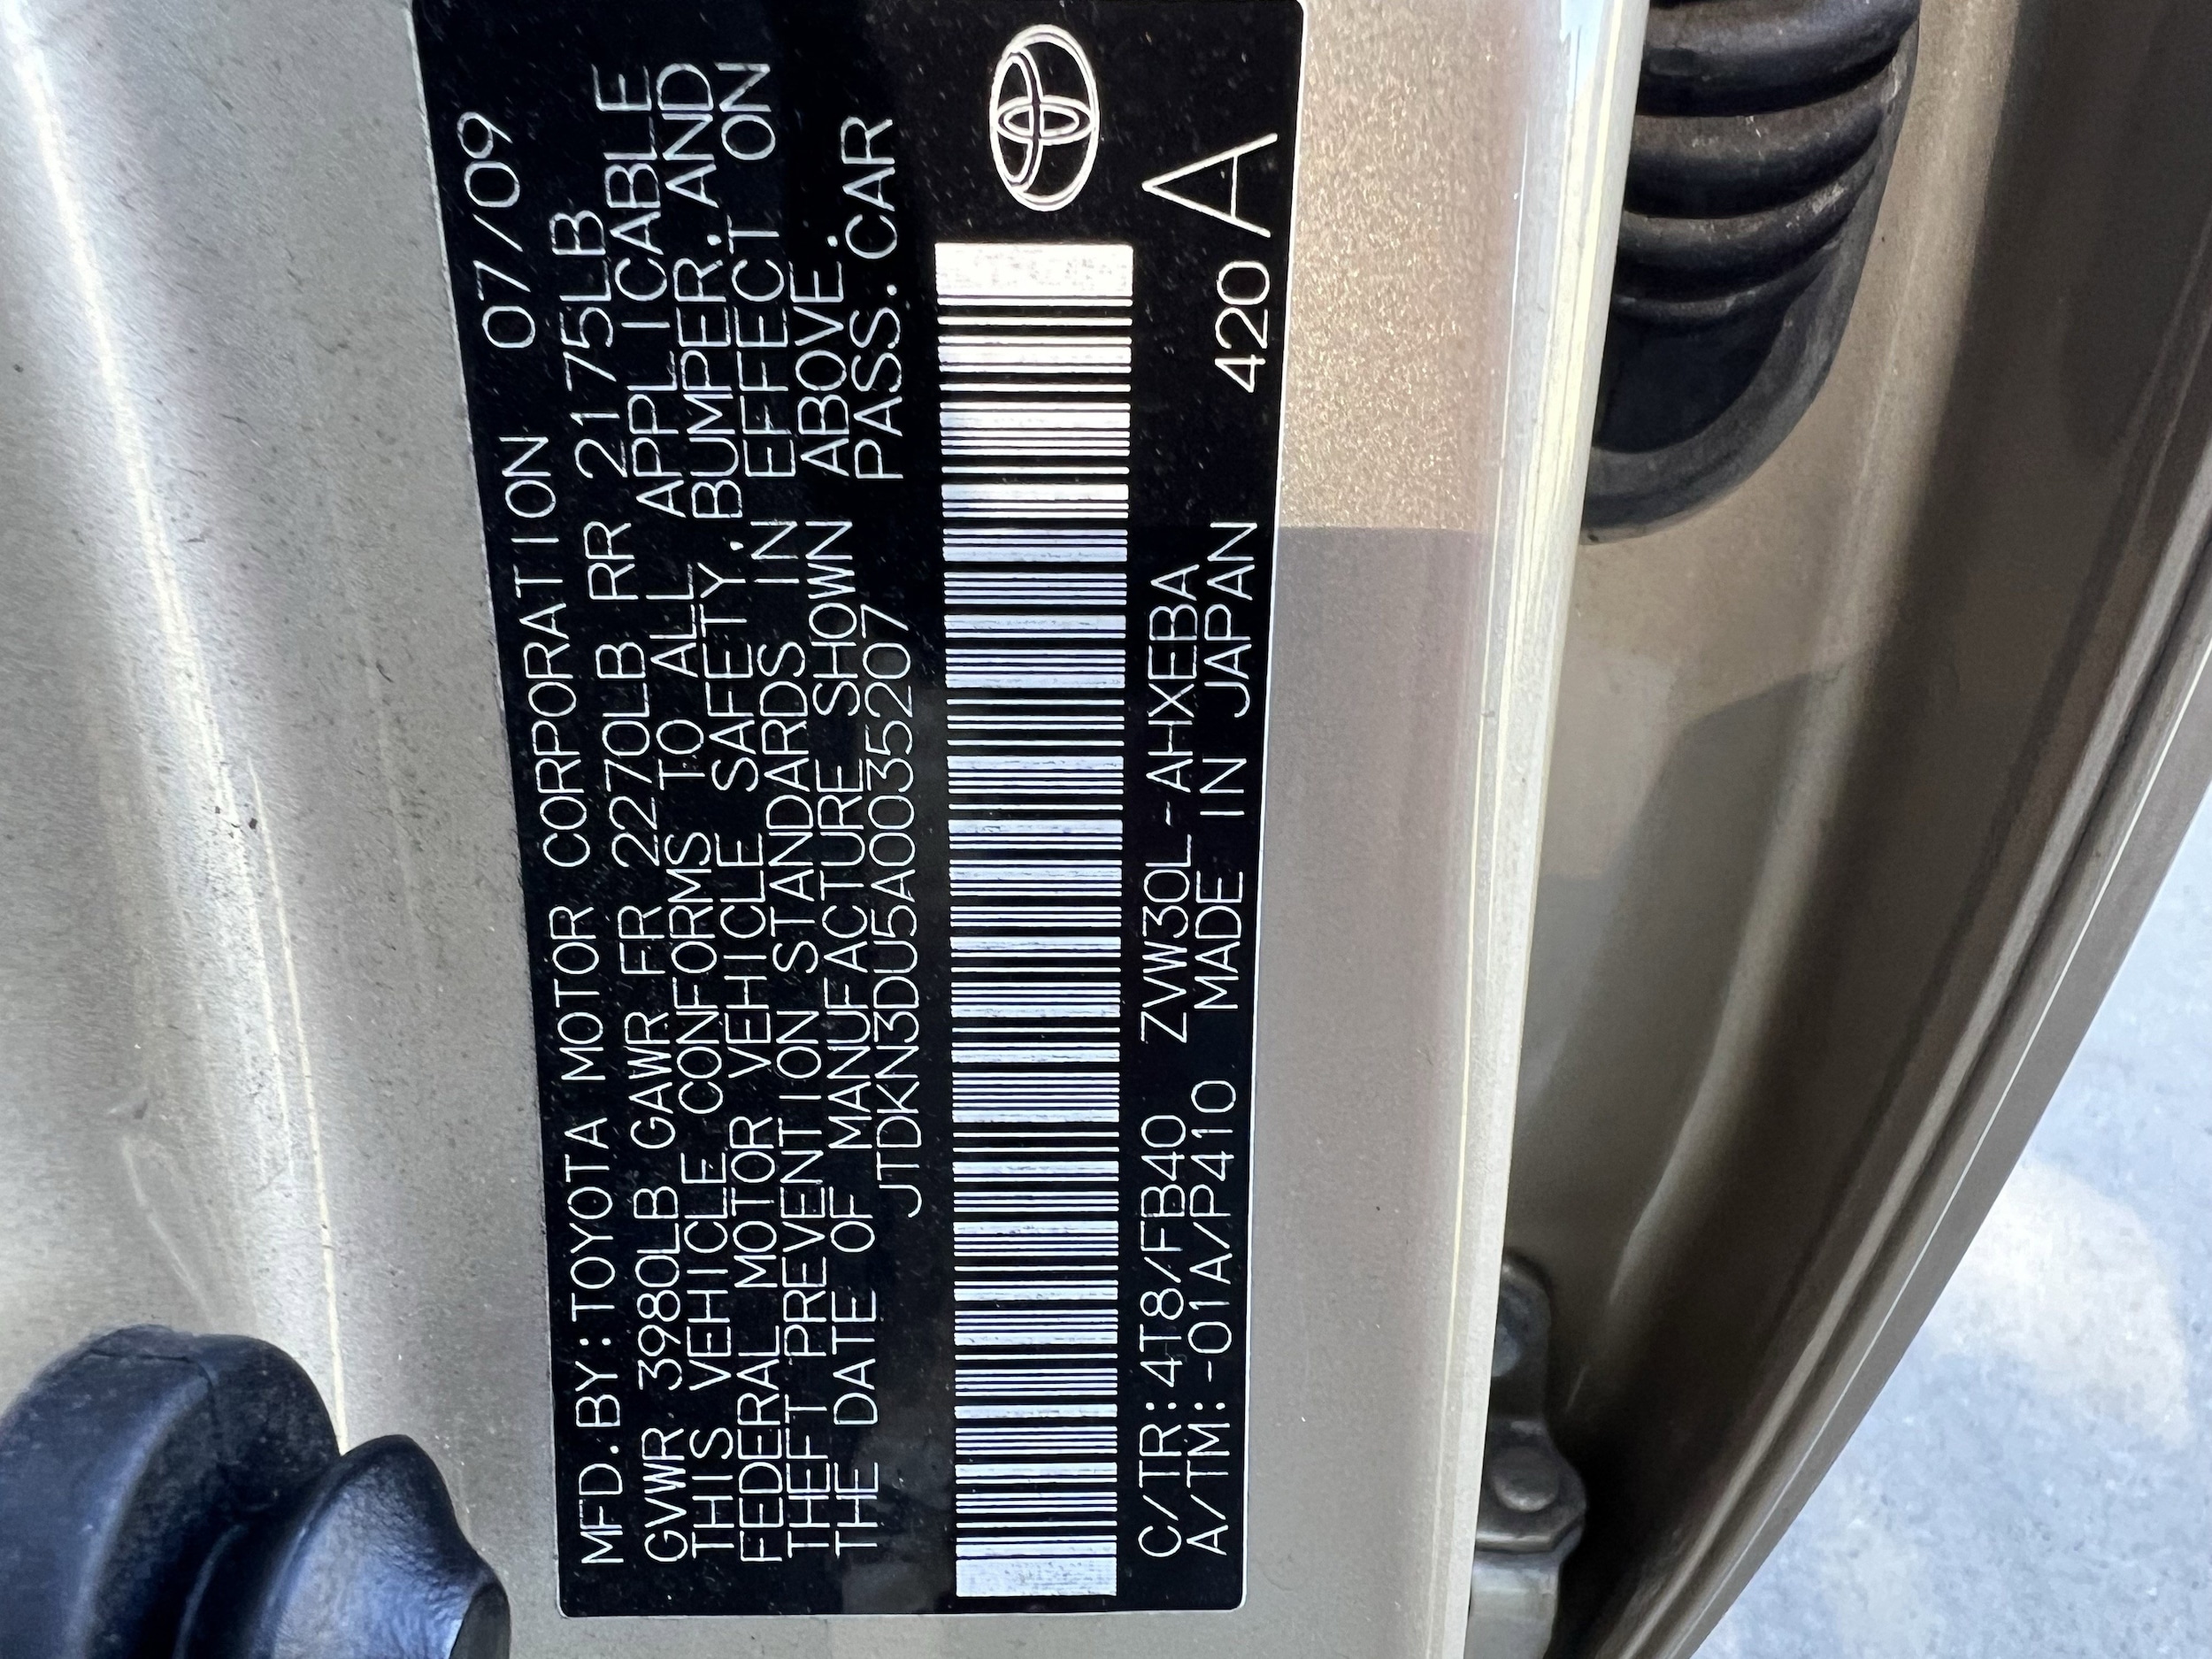 MFD.BY:TOYOTA MOTOR CORPORATION 07/09
GVWR 3980LB GAWR FR 2270LB RR 2175LB
THIS VEHICLE CONFORMS TO ALL APPLICABLE
FEDERAL MOTOR VEHICLE SAFETY, BUMPER, AND
THEFT PREVENTION STANDARDS IN EFFECT ON
THE DATE OF MANUFACTURE SHOWN ABOVE.
JTDKN3DU5A0035207 PASS.CAR
C/TR:4T8/FB40 ZVW30L-AHXEBA
A/TM:-01A/P410 MADE IN JAPAN 420 A